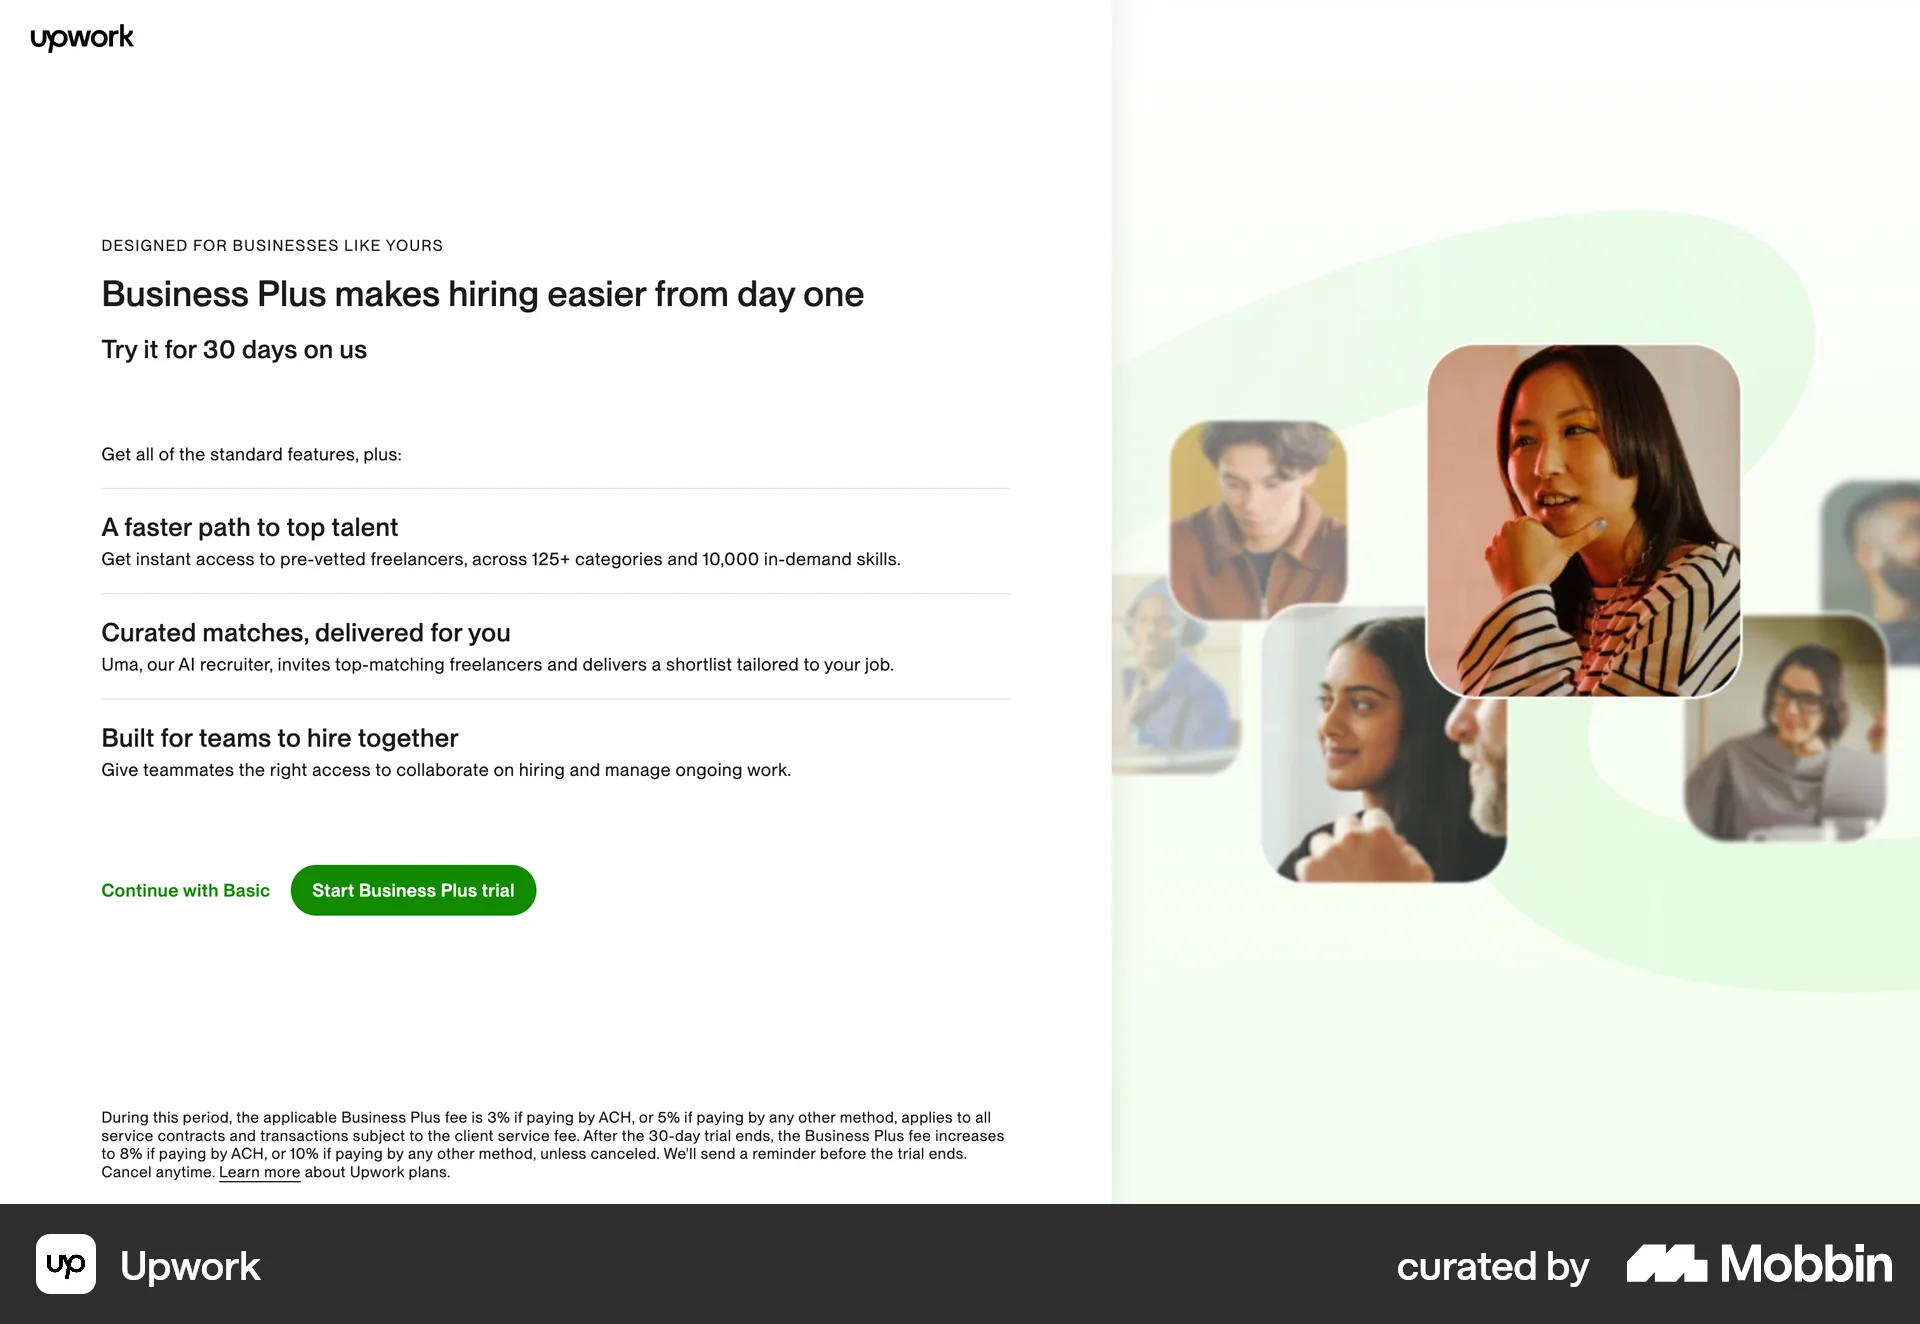 upwork
DESIGNED FOR BUSINESSES LIKE YOURS
Business Plus makes hiring easier from day one
Try it for 30 days on us
Get all of the standard features, plus:
A faster path to top talent
Get instant access to pre-vetted freelancers, across 125+ categories and 10,000 in-demand skills.
Curated matches, delivered for you
Uma, our AI recruiter, invites top-matching freelancers and delivers a shortlist tailored to your job.
Built for teams to hire together
Give teammates the right access to collaborate on hiring and manage ongoing work.
Continue with Basic
Start Business Plus trial
During this period, the applicable Business Plus fee is 3% if paying by ACH, or 5% if paying by any other method, applies to all
service contracts and transactions subject to the client service fee. After the 30-day trial ends, the Business Plus fee increases
to 8% if paying by ACH, or 10% if paying by any other method, unless canceled. We'll send a reminder before the trial ends.
Cancel anytime. Learn more about Upwork plans.
up
Upwork
curated by
Mobbin